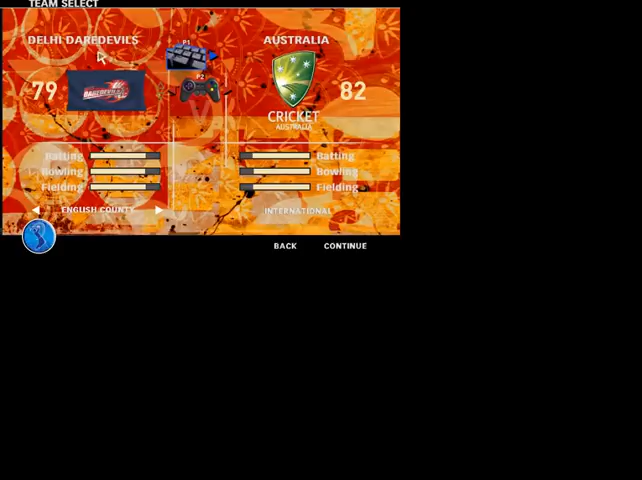 TEAM SELECT
DELHI DAREDEVILS
P1
AUSTRALIA
P2
79
DAREDEVILS
82
CRICKET
AUSTRALIA
Batting
Batting
Bowling
Bowling
Fielding
Fielding
ENGLISH COUNTY
INTERNATIONAL
BACK
CONTINUE